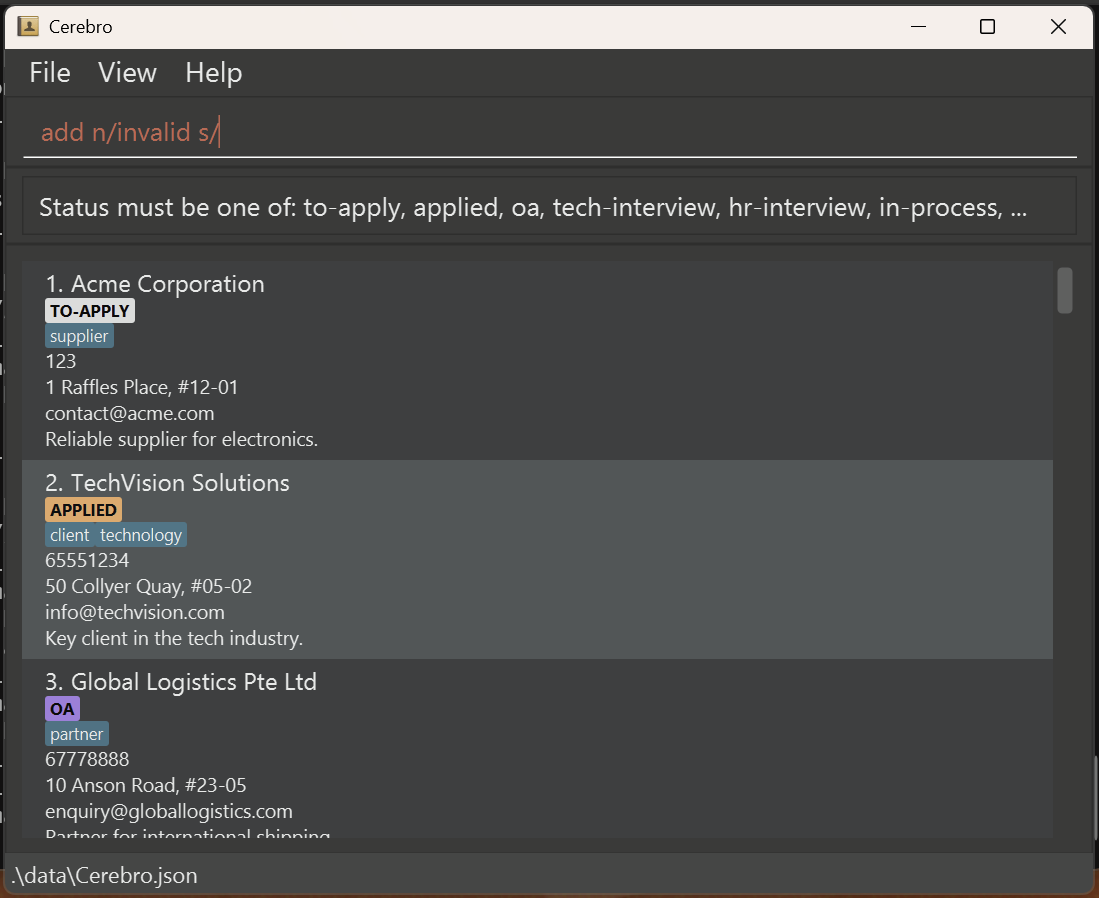 Cerebro
File View Help
add n/invalid s/
Status must be one of: to-apply, applied, oa, tech-interview, hr-interview, in-process, ...
1. Acme Corporation
TO-APPLY
supplier
123
1 Raffles Place, #12-01
contact@acme.com
Reliable supplier for electronics.
2. TechVision Solutions
APPLIED
client technology
65551234
50 Collyer Quay, #05-02
info@techvision.com
Key client in the tech industry.
3. Global Logistics Pte Ltd
OA
partner
67778888
10 Anson Road, #23-05
enquiry@globallogistics.com
Partner for international shipping
.\data\Cerebro.json